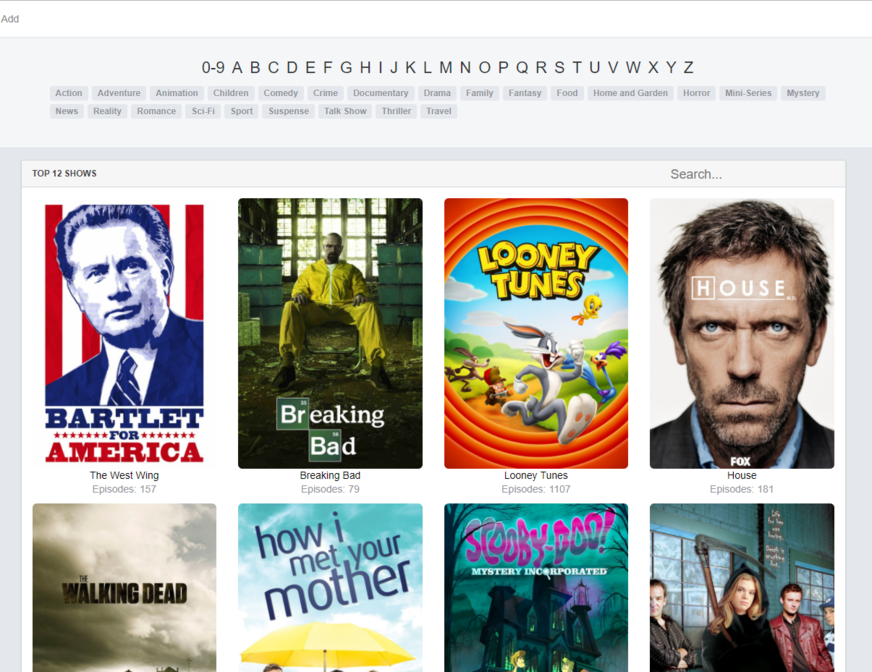 Add
0-9 A B C D E F G H I J K L M N O P Q R S T U V W X Y Z
Action Adventure Animation Children Comedy Crime Documentary Drama Family Fantasy Food Home and Garden Horror Mini-Series Mystery
News Reality Romance Sci-Fi Sport Suspense Talk Show Thriller Travel
TOP 12 SHOWS Search...
BARTLET
FOR
AMERICA
Breaking
Bad
LOONEY
TUNES
HOUSE M.D.
FOX
The West Wing Breaking Bad Looney Tunes House
Episodes: 157 Episodes: 79 Episodes: 1107 Episodes: 181
THE
WALKING DEAD
how i
met your
mother
SCOOBY-DOO!
MYSTERY INCORPORATED
Life